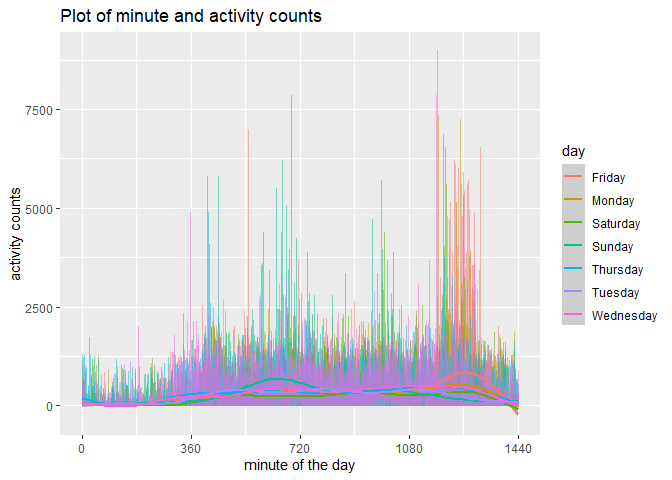 Plot of minute and activity counts
activity counts
7500
5000
2500
0
0 360 720 1080 1440
minute of the day
day
Friday
Monday
Saturday
Sunday
Thursday
Tuesday
Wednesday